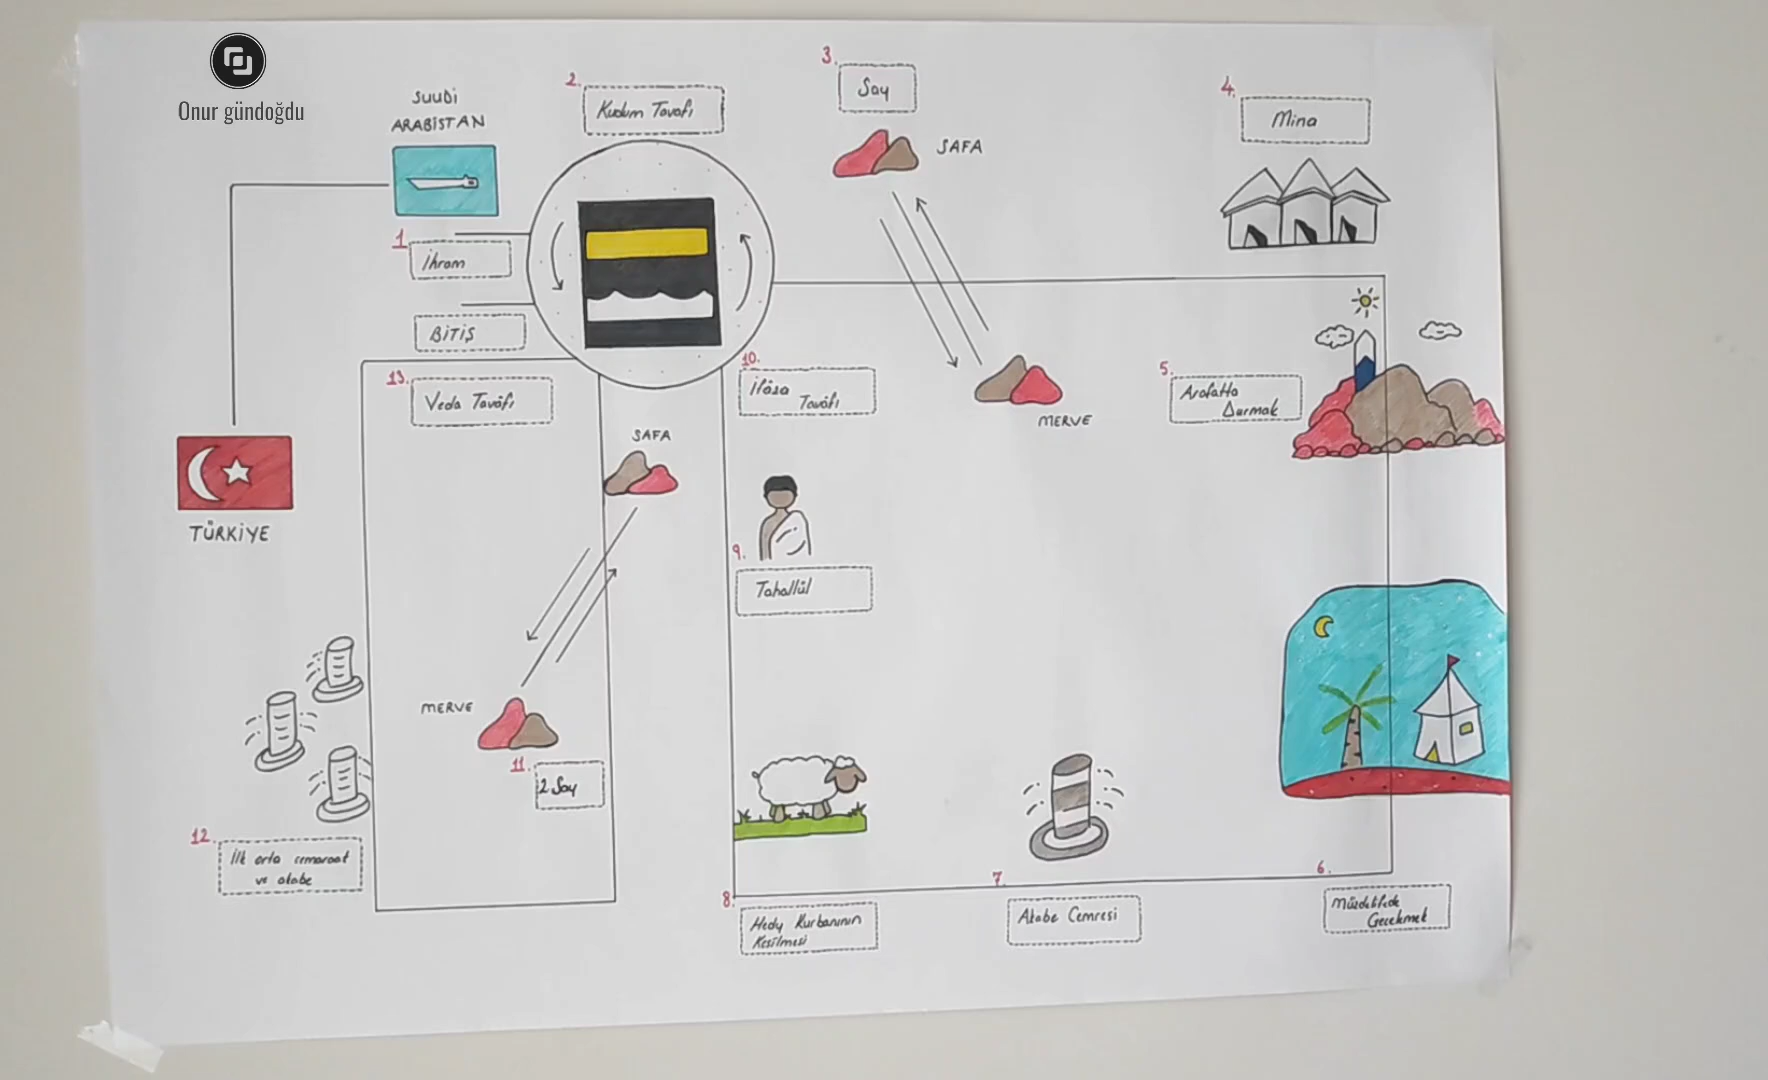 Onur gündoğdu
SUUDİ
ARABİSTAN
1
İhram
BİTİŞ
TÜRKİYE
2.
Kudüm Tavafı
3.
Say
SAFA
MERVE
4.
Mina
5.
Arafatta
Durmak
6.
Müzdelifede
Gecelemek
7.
Akabe Cemresi
8.
Hedy Kurbanının
Kesilmesi
9.
Tahallül
10.
İfâza
Tavâfı
SAFA
MERVE
11.
2 Say
12.
İlk orta cemaraat
ve akabe
13.
Veda Tavâfı